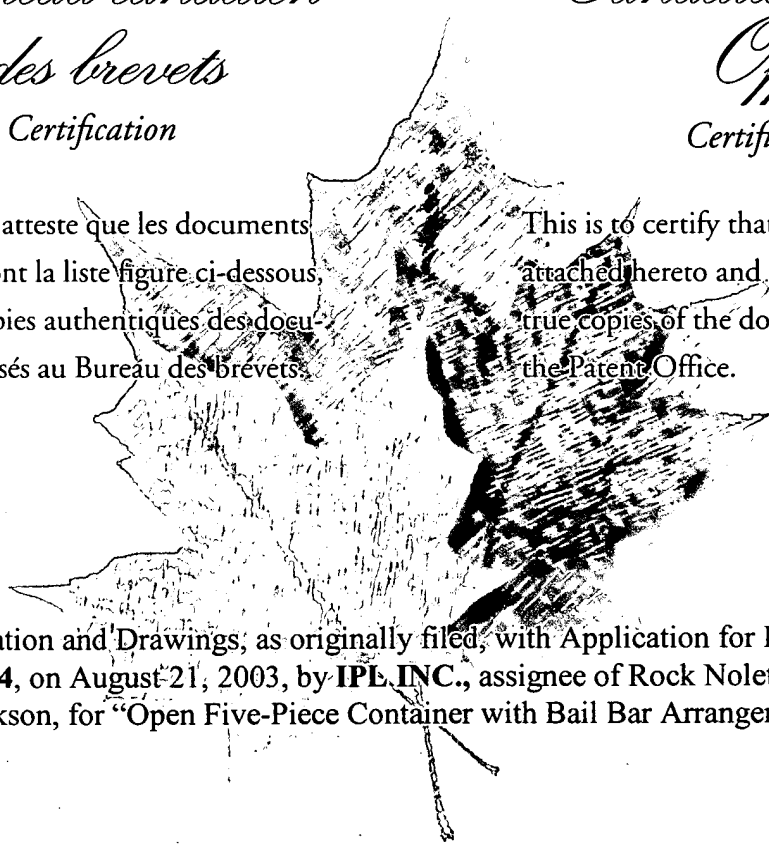 des brevets
Certification
Certifi
atteste que les documents
ont la liste figure ci-dessous,
pies authentiques des docu-
sés au Bureau des brevets.
This is to certify that
attached hereto and
true copies of the do
the Patent Office.
ation and Drawings, as originally filed, with Application for
4, on August 21, 2003, by IPL INC., assignee of Rock Nolet
kson, for “Open Five-Piece Container with Bail Bar Arranger